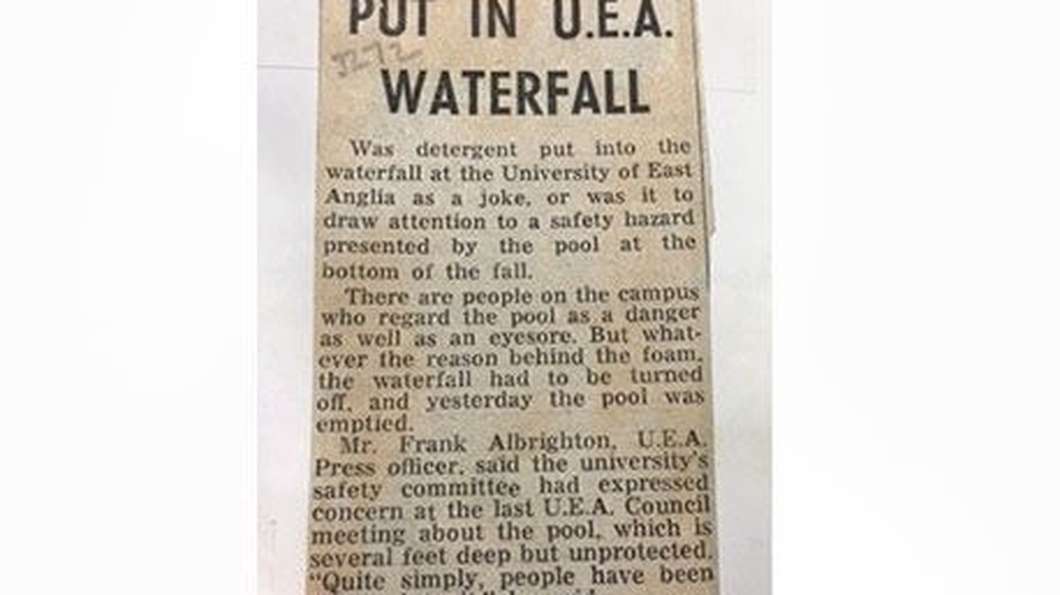 PUT IN U.E.A.
WATERFALL
Was detergent put into the
waterfall at the University of East
Anglia as a joke, or was it to
draw attention to a safety hazard
presented by the pool at the
bottom of the fall.
There are people on the campus
who regard the pool as a danger
as well as an eyesore. But what-
ever the reason behind the foam,
the waterfall had to be turned
off, and yesterday the pool was
emptied.
Mr. Frank Albrighton, U.E.A.
Press officer, said the university's
safety committee had expressed
concern at the last U.E.A. Council
meeting about the pool, which is
several feet deep but unprotected.
"Quite simply, people have been